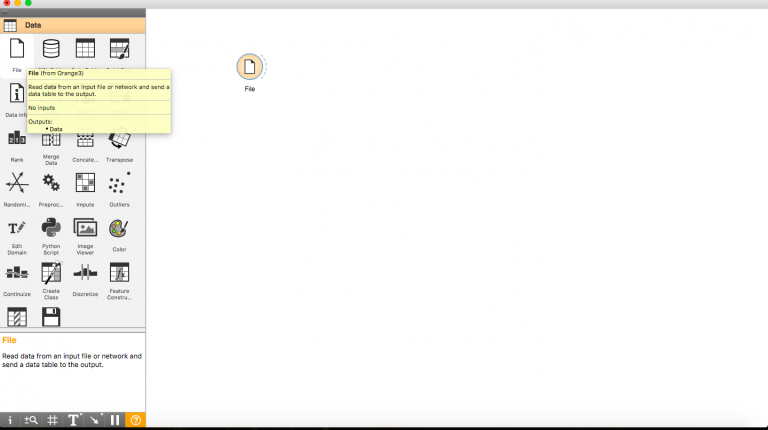 Data
File
File (from Orange3)
Read data from an input file or network and send a
data table to the output.
No inputs
Outputs:
• Data
Data Info
Rank
Merge
Data
Concate...
Transpose
Randomi...
Preproc...
Impute
Outliers
Edit
Domain
Python
Script
Image
Viewer
Color
Continuize
Create
Class
Discretize
Feature
Constru...
File
Read data from an input file or network and
send a data table to the output.
File